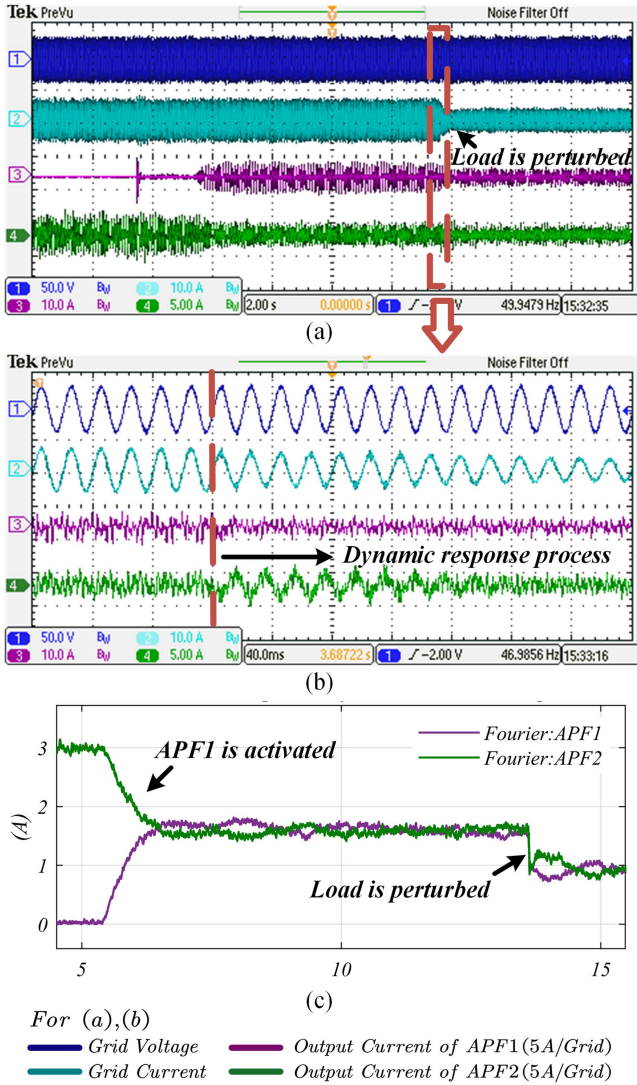 Tek PreVu Noise Filter Off
1
2
Load is perturbed
3
4
1 50.0 V BW 2 10.0 A BW
3 10.0 A BW 4 5.00 A BW 2.00 s 0.00000 s 1 49.9479 Hz 15:32:35
(a)
Tek PreVu Noise Filter Off
1
2
3
Dynamic response process
4
1 50.0 V BW 2 10.0 A BW
3 10.0 A BW 4 5.00 A BW 40.0ms 3.68722 s 1 -2.00 V 46.9856 Hz 15:33:16
(b)
Fourier:APF1
Fourier:APF2
APF1 is activated
Load is perturbed
(A)
3
2
1
0
5 10 15
(c)
For (a),(b)
Grid Voltage Output Current of APF1(5A/Grid)
Grid Current Output Current of APF2(5A/Grid)